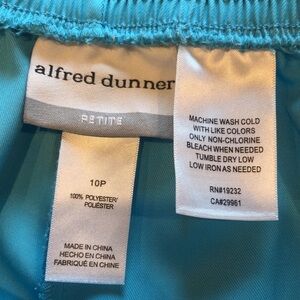 alfred dunner
PETITE
10P
100% POLYESTER/
POLIÉSTER
MADE IN CHINA
HECHO EN CHINA
FABRIQUÉ EN CHINE
MACHINE WASH COLD
WITH LIKE COLORS
ONLY NON-CHLORINE
BLEACH WHEN NEEDED
TUMBLE DRY LOW
LOW IRON AS NEEDED
RN#19232
CA#29961